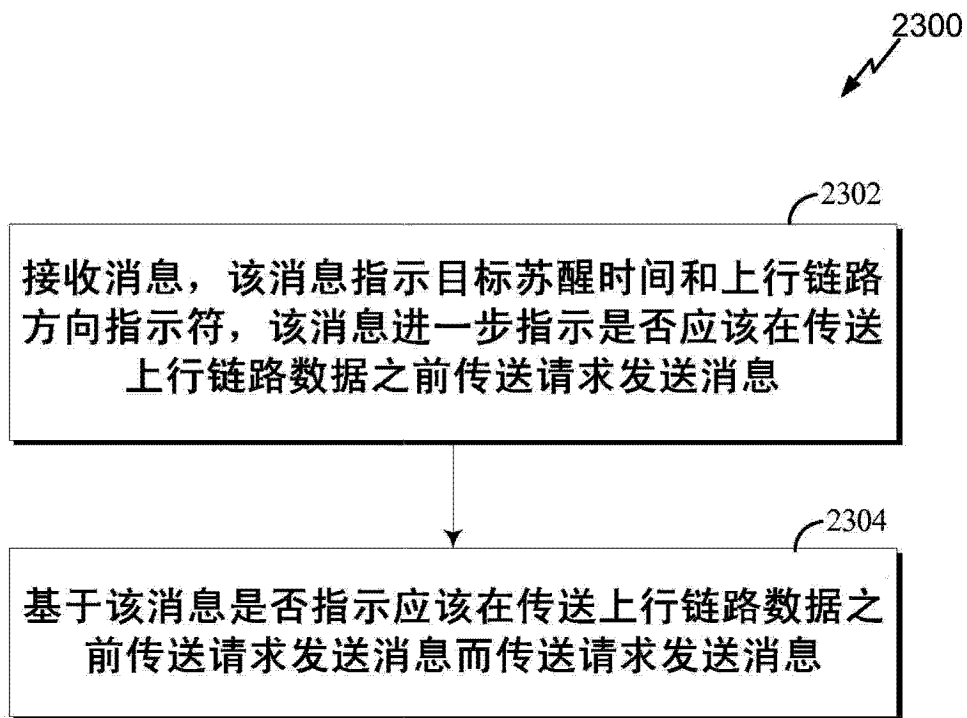 2300
2302
接收消息，该消息指示目标苏醒时间和上行链路
方向指示符，该消息进一步指示是否应该在传送
上行链路数据之前传送请求发送消息
2304
基于该消息是否指示应该在传送上行链路数据之
前传送请求发送消息而传送请求发送消息